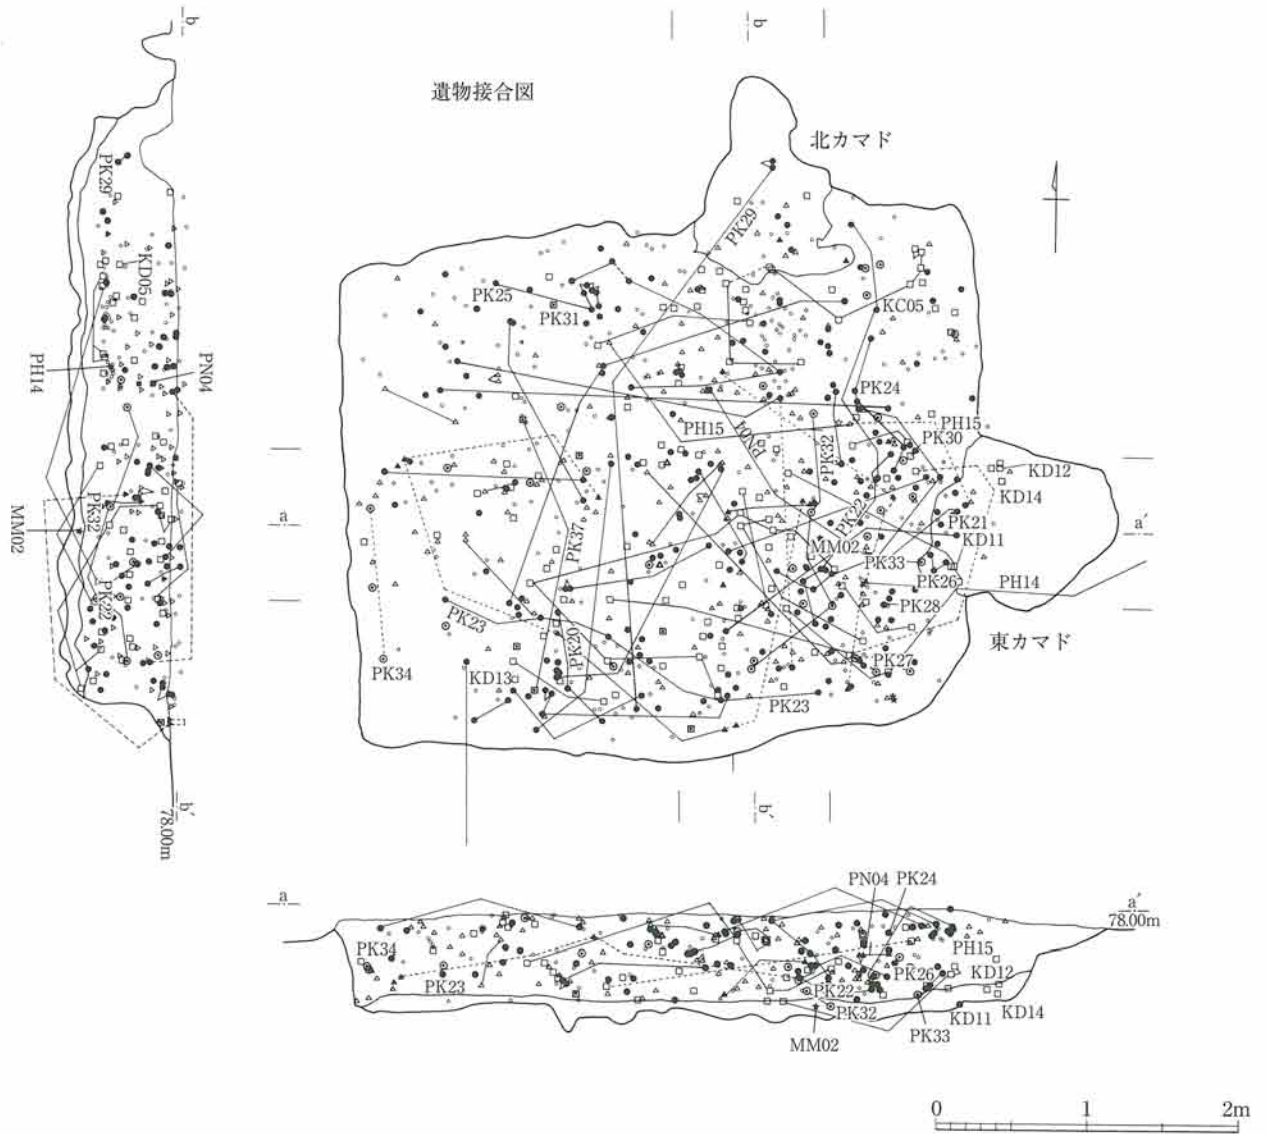 b
b
遺物接合図
北カマド
PK29
PK29
KD05
PK25
PK31
KC05
PH14
PN04
PK24
PH15
PN04
PK32
PH15
PK30
KD12
KD14
a
a′
MM02
PK32
PK22
PK37
PK22
MM02
PK21
KD11
PK33
PK26
PH14
PK28
PK22
PK23
PK20
東カマド
PK34
KD13
PK27
PK23
b′
78.00m
b′
PN04
PK24
a
a′
78.00m
PK34
PK23
PH15
PK26
KD12
PK22
PK32
KD11
KD14
PK33
MM02
0 1 2m